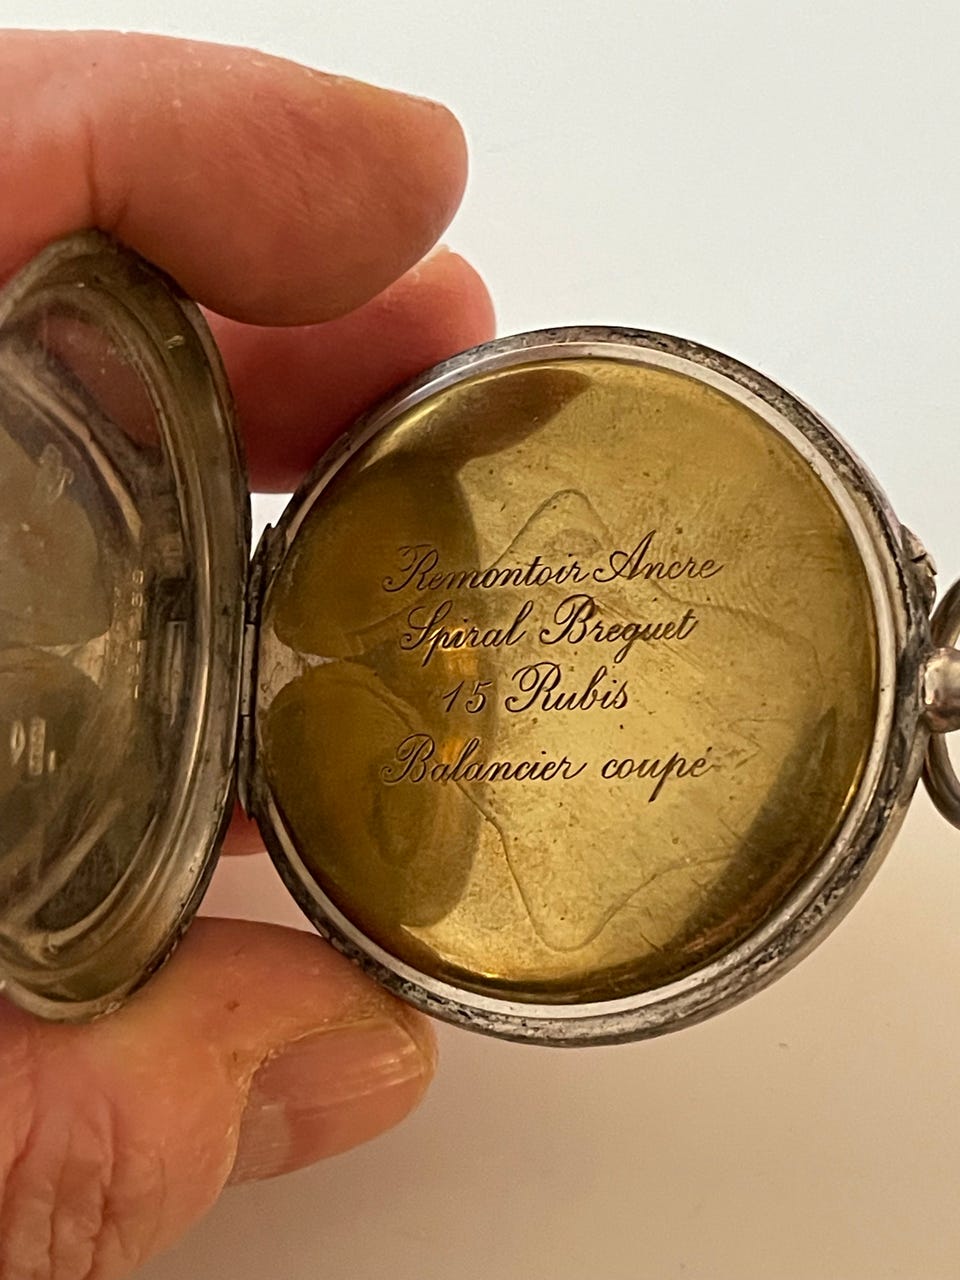 Remontoir Ancre
Spiral Breguet
15 Rubis
Balancier coupé